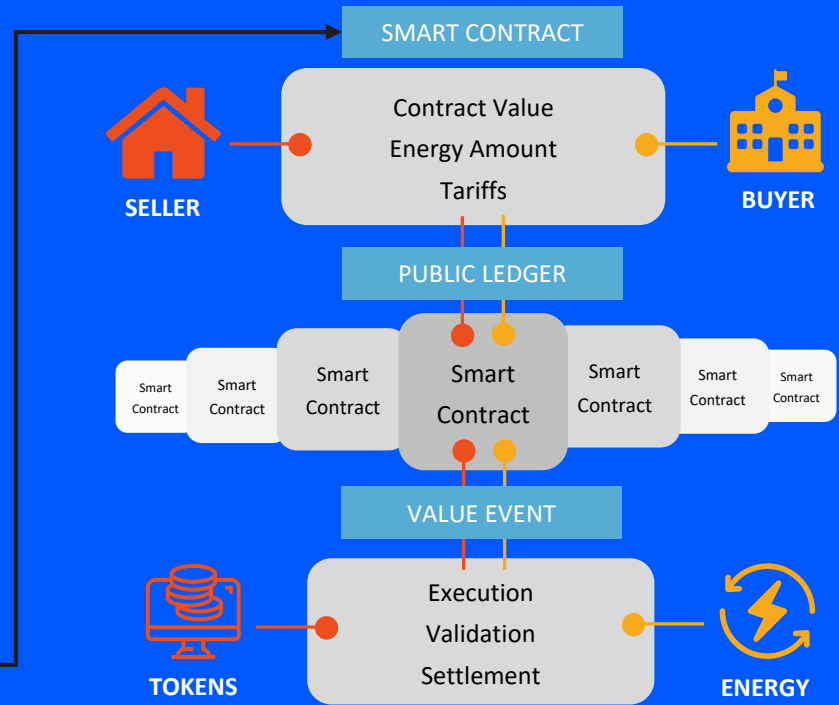 SMART CONTRACT
Contract Value
Energy Amount
Tariffs
SELLER
BUYER
PUBLIC LEDGER
Smart
Contract
Smart
Contract
Smart
Contract
Smart
Contract
Smart
Contract
Smart
Contract
Smart
Contract
VALUE EVENT
Execution
Validation
Settlement
TOKENS
ENERGY